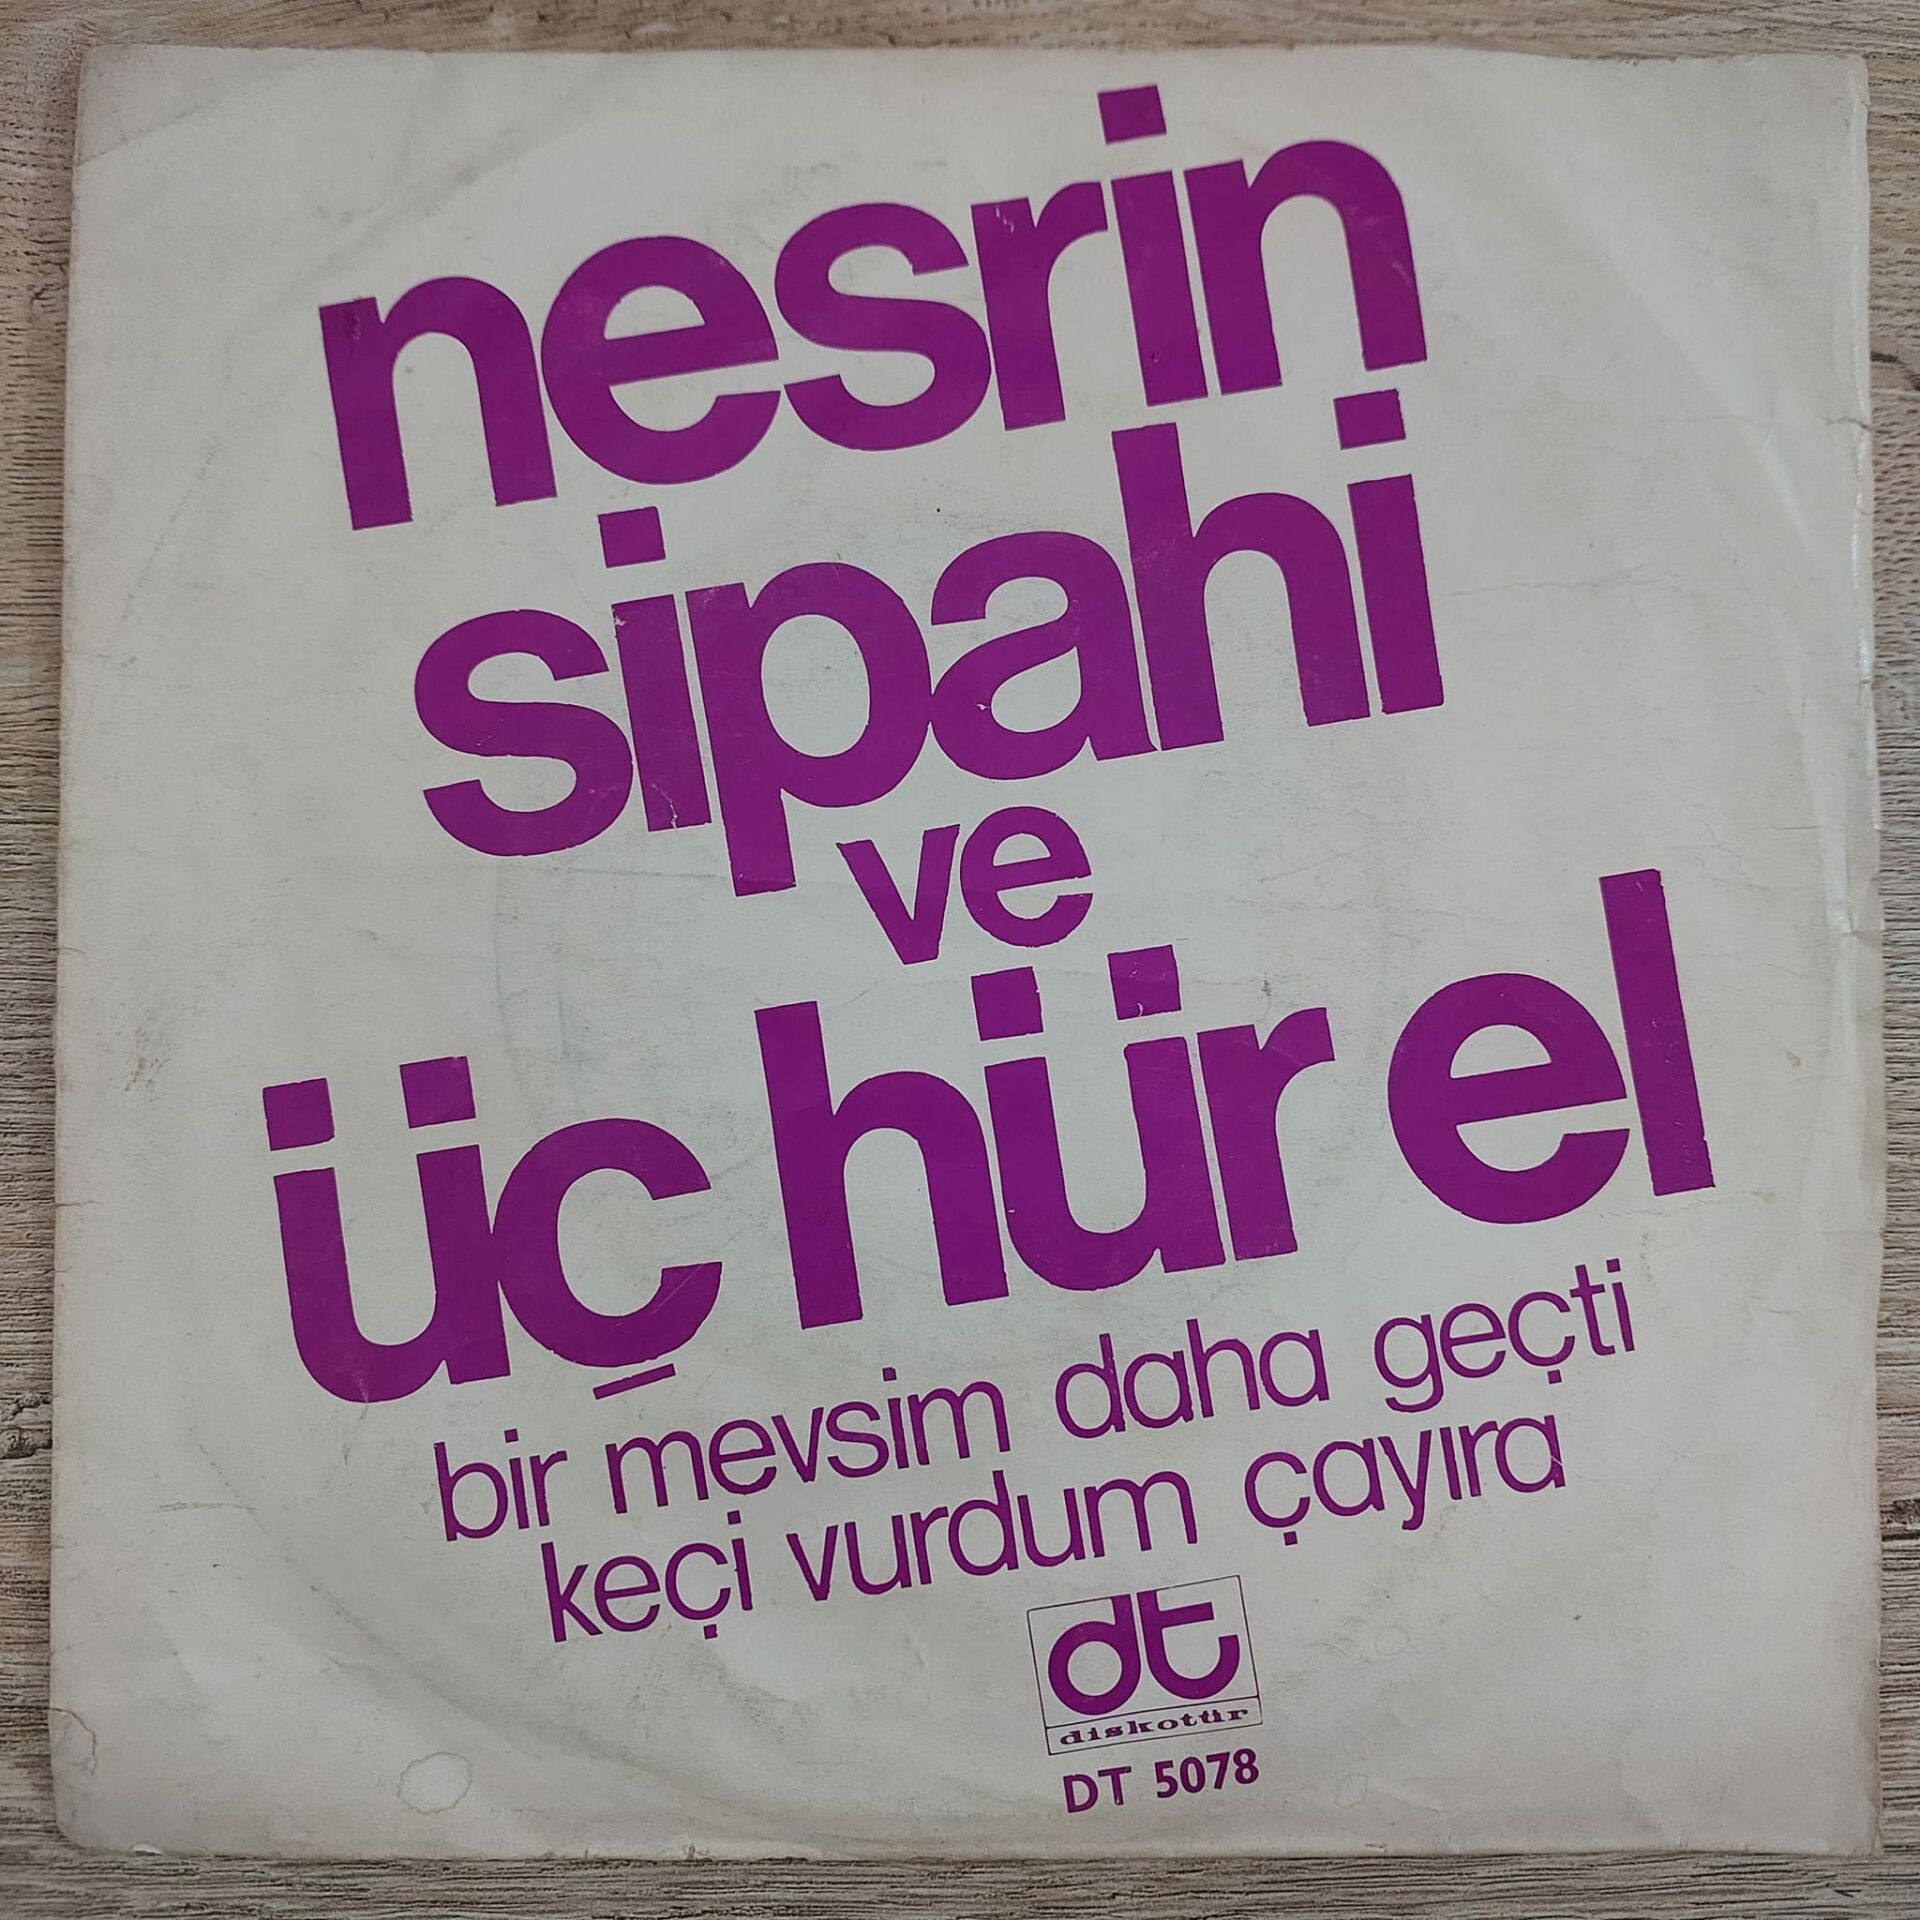 nesrin
sipahi
ve
üç hür el
bir mevsim daha geçti
keçi vurdum çayıra
dt
diskotür
DT 5078